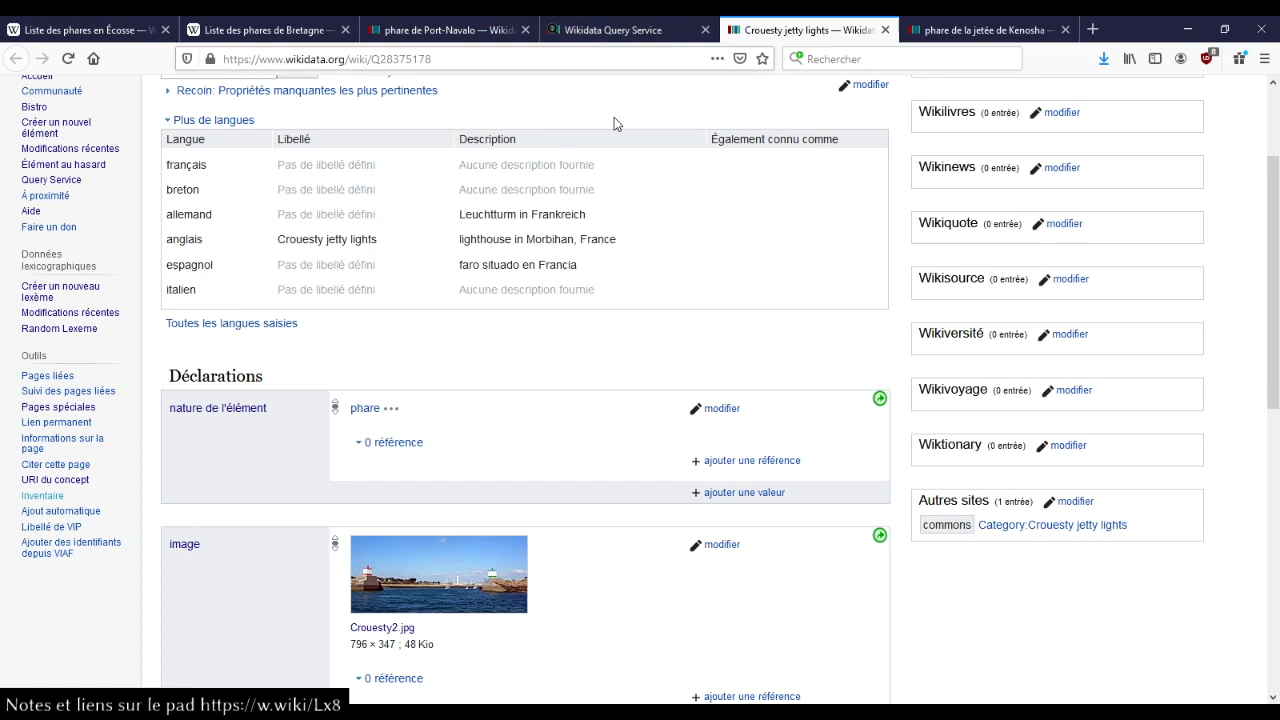 Liste des phares en Écosse — W
Liste des phares de Bretagne —
phare de Port-Navalo — Wikid
Wikidata Query Service
Crouesty jetty lights — Wikidat
phare de la jetée de Kenosha —
https://www.wikidata.org/wiki/Q28375178
Rechercher
8
Accueil
Communauté
Bistro
Créer un nouvel
élément
Modifications récentes
Élément au hasard
Query Service
À proximité
Aide
Faire un don
Données
lexicographiques
Créer un nouveau
lexème
Modifications récentes
Random Lexeme
Outils
Pages liées
Suivi des pages liées
Pages spéciales
Lien permanent
Informations sur la
page
Citer cette page
URI du concept
Inventaire
Ajout automatique
Libellé de VIP
Ajouter des identifiants
depuis VIAF
modifier
Recoin: Propriétés manquantes les plus pertinentes
Plus de langues
Langue Libellé Description Également connu comme
français Pas de libellé défini Aucune description fournie
breton Pas de libellé défini Aucune description fournie
allemand Pas de libellé défini Leuchtturm in Frankreich
anglais Crouesty jetty lights lighthouse in Morbihan, France
espagnol Pas de libellé défini faro situado en Francia
italien Pas de libellé défini Aucune description fournie
Toutes les langues saisies
Déclarations
nature de l'élément phare modifier
0 référence
+ ajouter une référence
+ ajouter une valeur
image modifier
Crouesty2.jpg
796 × 347 ; 48 Kio
0 référence
+ ajouter une référence
Wikilivres (0 entrée) modifier
Wikinews (0 entrée) modifier
Wikiquote (0 entrée) modifier
Wikisource (0 entrée) modifier
Wikiversité (0 entrée) modifier
Wikivoyage (0 entrée) modifier
Wiktionary (0 entrée) modifier
Autres sites (1 entrée) modifier
commons Category:Crouesty jetty lights
Notes et liens sur le pad https://w.wiki/Lx8